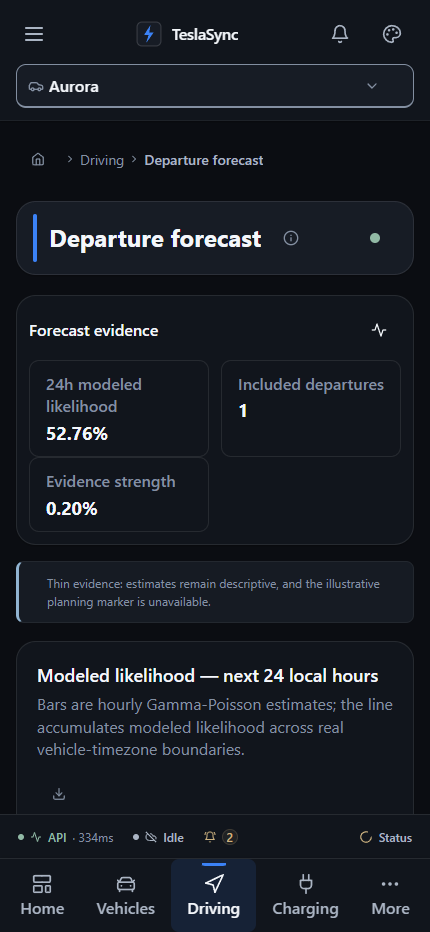 TeslaSync
Aurora
Driving
Departure forecast
Departure forecast
Forecast evidence
24h modeled
likelihood
52.76%
Included departures
1
Evidence strength
0.20%
Thin evidence: estimates remain descriptive, and the illustrative
planning marker is unavailable.
Modeled likelihood — next 24 local hours
Bars are hourly Gamma-Poisson estimates; the line
accumulates modeled likelihood across real
vehicle-timezone boundaries.
API · 334ms
Idle
2
Status
Home
Vehicles
Driving
Charging
More